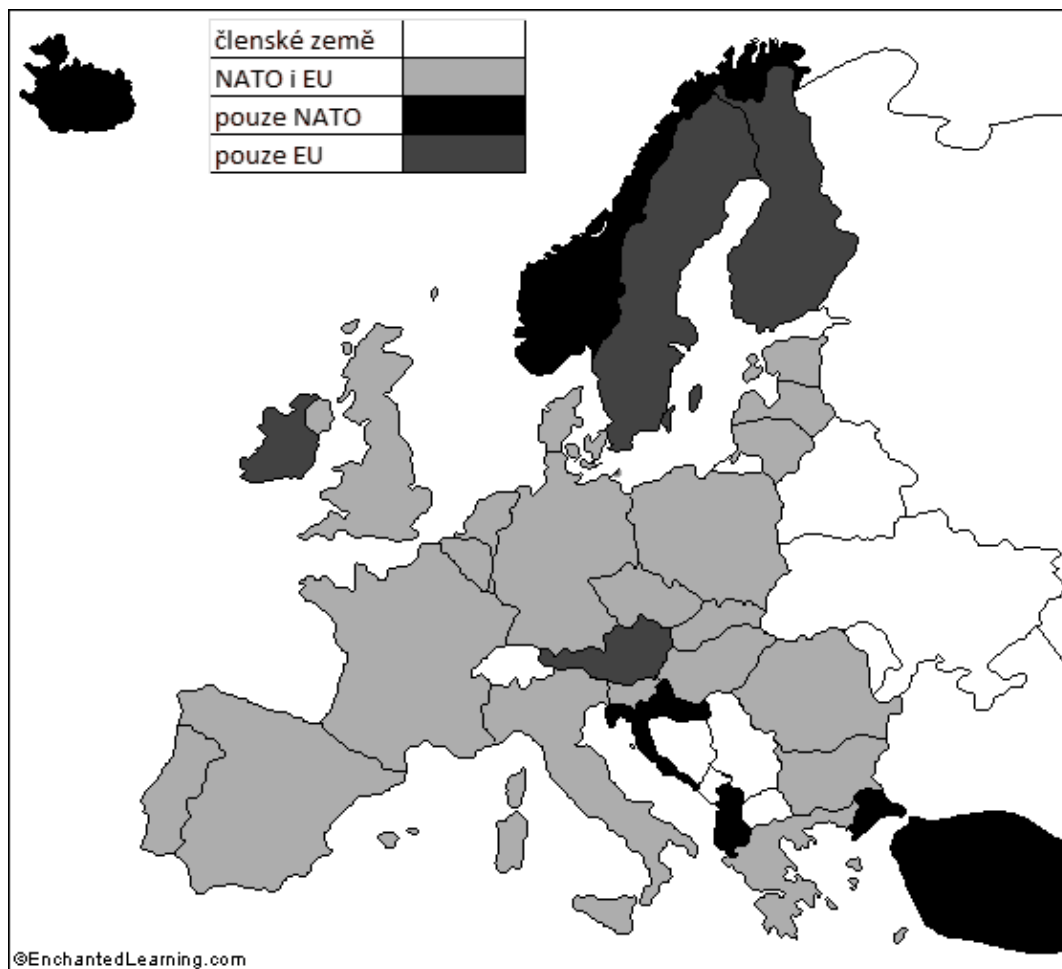 členské země
NATO i EU
pouze NATO
pouze EU
©EnchantedLearning.com